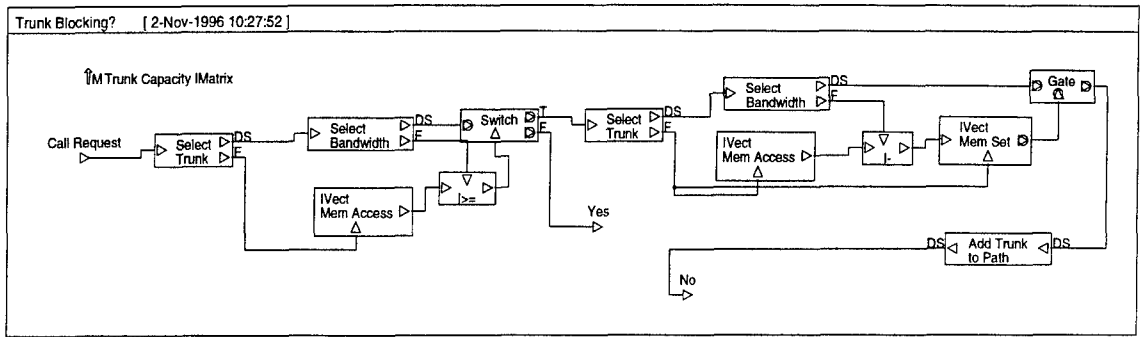 Trunk Blocking? [ 2-Nov-1996 10:27:52 ]
⇑M Trunk Capacity IMatrix
Call Request
Select
Trunk
DS
F
Select
Bandwidth
DS
F
IVect
Mem Access
I>=
Switch
T
F
Yes
Select
Trunk
DS
F
Select
Bandwidth
DS
F
IVect
Mem Access
I-
IVect
Mem Set
Gate
DS
Add Trunk
to Path
DS
No